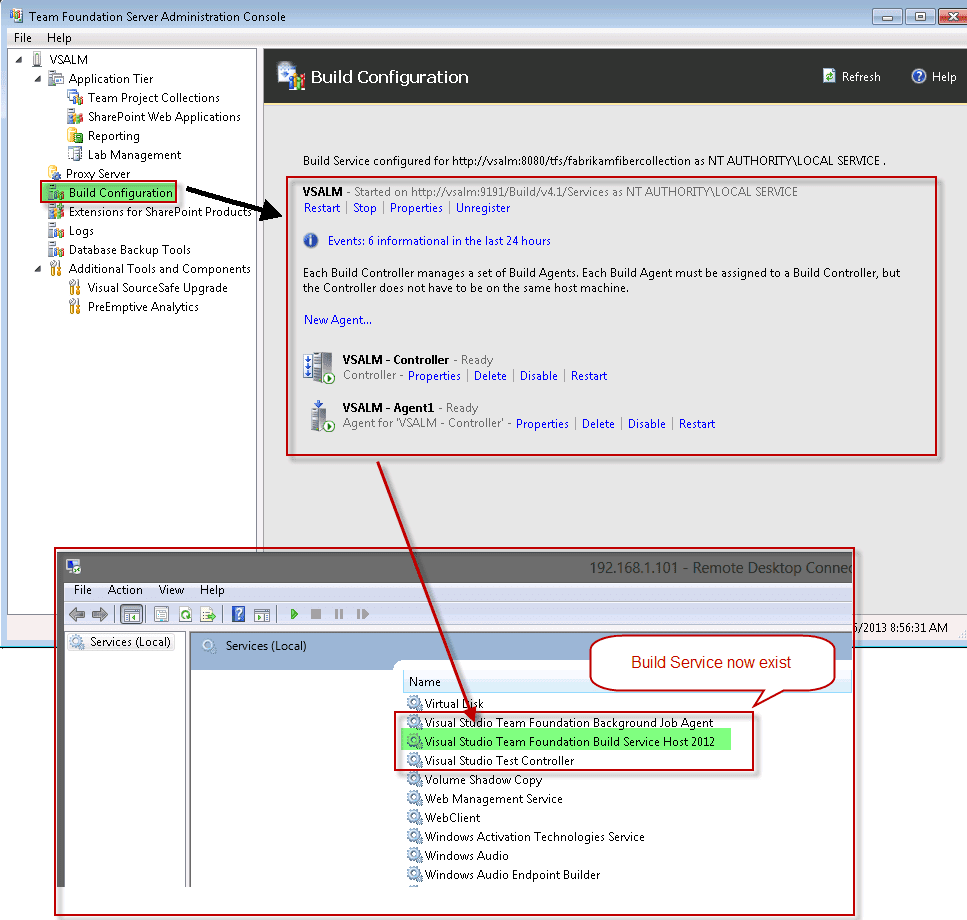 Team Foundation Server Administration Console
File Help
VSALM
Application Tier
Team Project Collections
SharePoint Web Applications
Reporting
Lab Management
Proxy Server
Build Configuration
Extensions for SharePoint Products
Logs
Database Backup Tools
Additional Tools and Components
Visual SourceSafe Upgrade
PreEmptive Analytics
Build Configuration
Refresh
Help
Build Service configured for http://vsalm:8080/tfs/fabrikamfibercollection as NT AUTHORITY\LOCAL SERVICE .
VSALM - Started on http://vsalm:9191/Build/v4.1/Services as NT AUTHORITY\LOCAL SERVICE
Restart | Stop | Properties | Unregister
Events: 6 informational in the last 24 hours
Each Build Controller manages a set of Build Agents. Each Build Agent must be assigned to a Build Controller, but
the Controller does not have to be on the same host machine.
New Agent...
VSALM - Controller - Ready
Controller - Properties | Delete | Disable | Restart
VSALM - Agent1 - Ready
Agent for 'VSALM - Controller' - Properties | Delete | Disable | Restart
/2013 8:56:31 AM
192.168.1.101 - Remote Desktop Connec
File Action View Help
Services (Local)
Services (Local)
Build Service now exist
Name
Virtual Disk
Visual Studio Team Foundation Background Job Agent
Visual Studio Team Foundation Build Service Host 2012
Visual Studio Test Controller
Volume Shadow Copy
Web Management Service
WebClient
Windows Activation Technologies Service
Windows Audio
Windows Audio Endpoint Builder